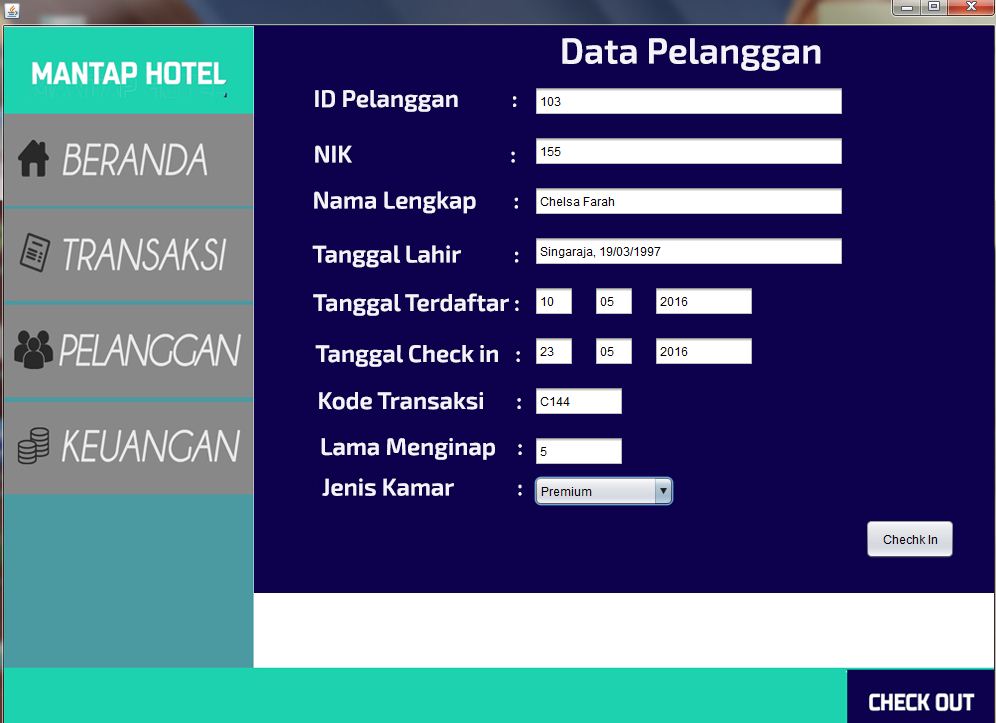 MANTAP HOTEL
BERANDA
TRANSAKSI
PELANGGAN
KEUANGAN
Data Pelanggan
ID Pelanggan : 103
NIK : 155
Nama Lengkap : Chelsa Farah
Tanggal Lahir : Singaraja, 19/03/1997
Tanggal Terdaftar : 10 05 2016
Tanggal Check in : 23 05 2016
Kode Transaksi : C144
Lama Menginap : 5
Jenis Kamar : Premium
Chechk In
CHECK OUT